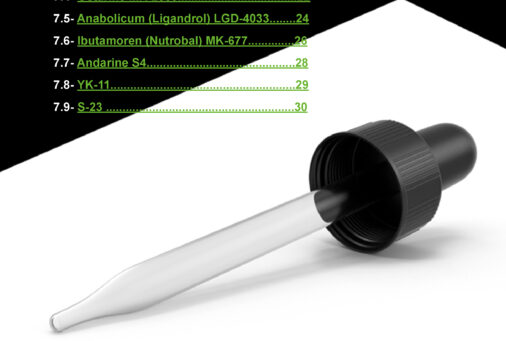 7.5- Anabolicum (Ligandrol) LGD-4033........24
7.6- Ibutamoren (Nutrobal) MK-677..............26
7.7- Andarine S4.............................................28
7.8- YK-11.......................................................29
7.9- S-23 .........................................................30